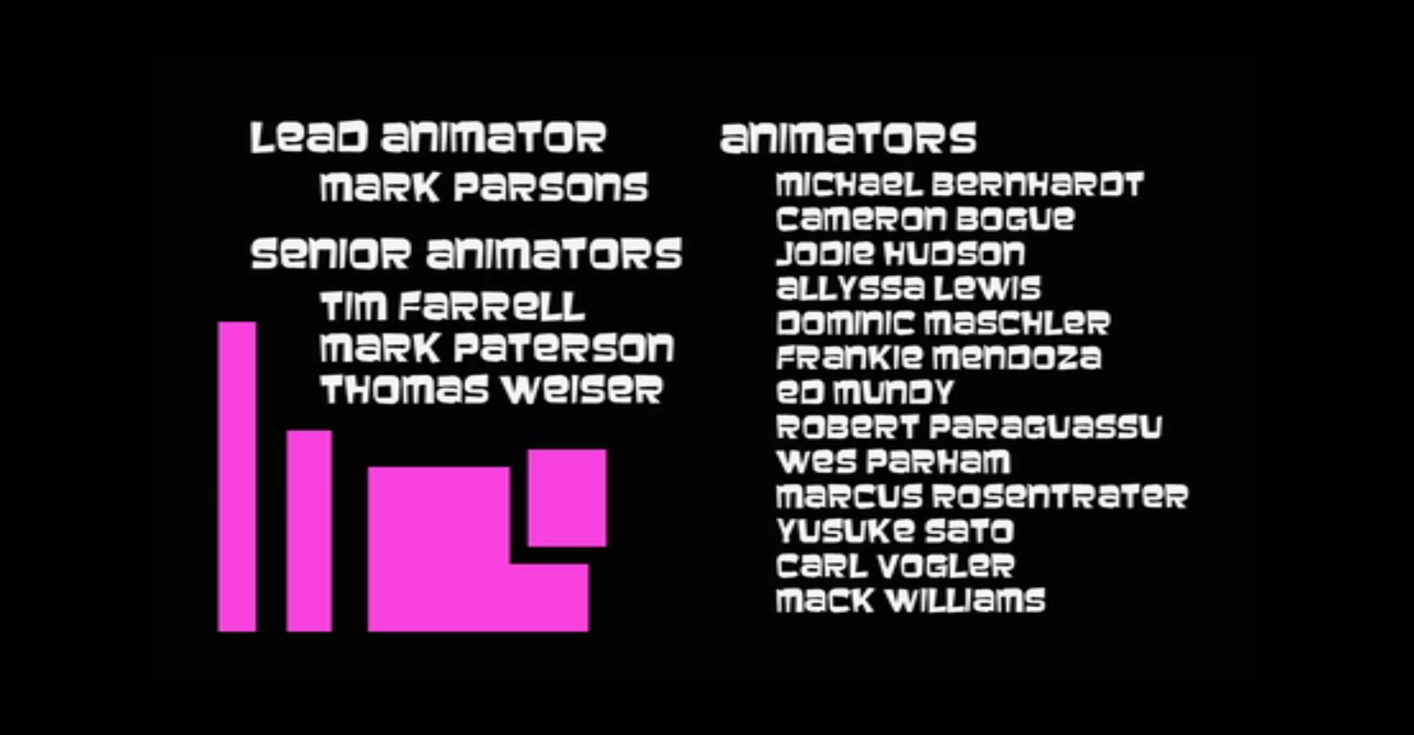 Lead Animator
Mark Parsons
Senior Animators
Tim Farrell
Mark Paterson
Thomas Weiser
Animators
Michael Bernhardt
Cameron Bogue
Jodie Hudson
Allyssa Lewis
Dominic Maschler
Frankie Mendoza
Ed Mundy
Robert Paraguassu
Wes Parham
Marcus Rosentrater
Yusuke Sato
Carl Vogler
Mack Williams